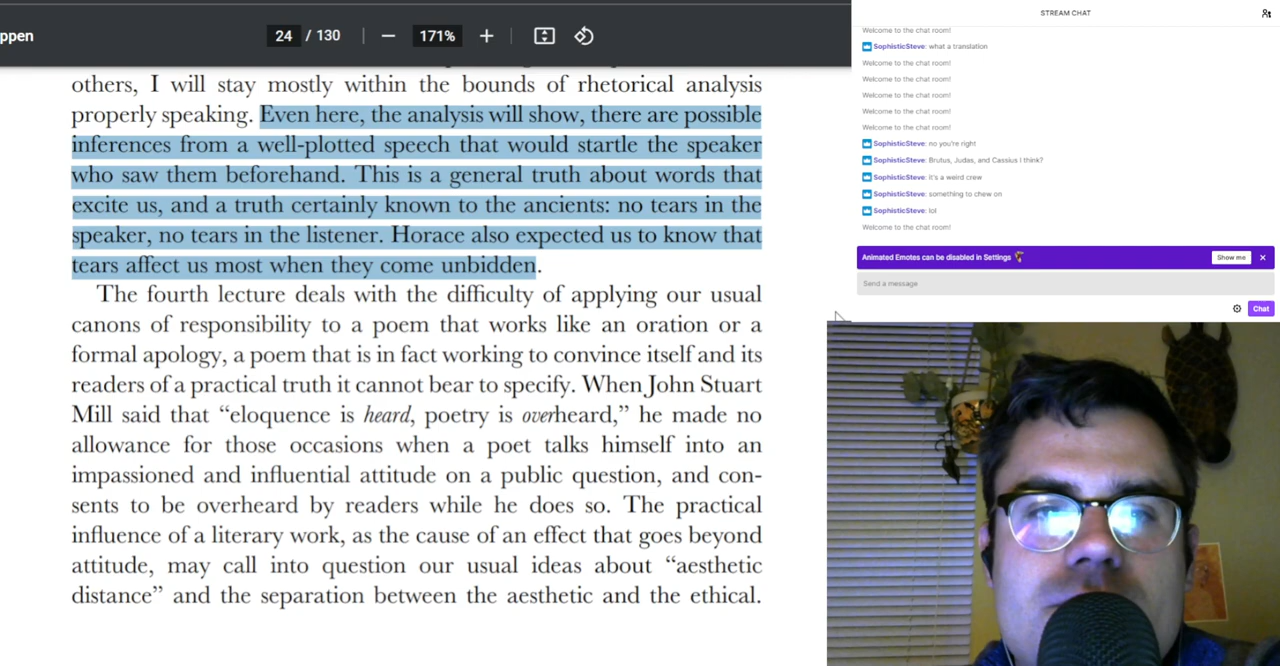 ppen
24 / 130
171%
others, I will stay mostly within the bounds of rhetorical analysis
properly speaking. Even here, the analysis will show, there are possible
inferences from a well-plotted speech that would startle the speaker
who saw them beforehand. This is a general truth about words that
excite us, and a truth certainly known to the ancients: no tears in the
speaker, no tears in the listener. Horace also expected us to know that
tears affect us most when they come unbidden.
The fourth lecture deals with the difficulty of applying our usual
canons of responsibility to a poem that works like an oration or a
formal apology, a poem that is in fact working to convince itself and its
readers of a practical truth it cannot bear to specify. When John Stuart
Mill said that “eloquence is heard, poetry is overheard,” he made no
allowance for those occasions when a poet talks himself into an
impassioned and influential attitude on a public question, and con-
sents to be overheard by readers while he does so. The practical
influence of a literary work, as the cause of an effect that goes beyond
attitude, may call into question our usual ideas about “aesthetic
distance” and the separation between the aesthetic and the ethical.
STREAM CHAT
Welcome to the chat room!
SophisticSteve: what a translation
Welcome to the chat room!
Welcome to the chat room!
Welcome to the chat room!
Welcome to the chat room!
Welcome to the chat room!
SophisticSteve: no you're right
SophisticSteve: Brutus, Judas, and Cassius I think?
SophisticSteve: it's a weird crew
SophisticSteve: something to chew on
SophisticSteve: lol
Welcome to the chat room!
Animated Emotes can be disabled in Settings
Show me
Send a message
Chat